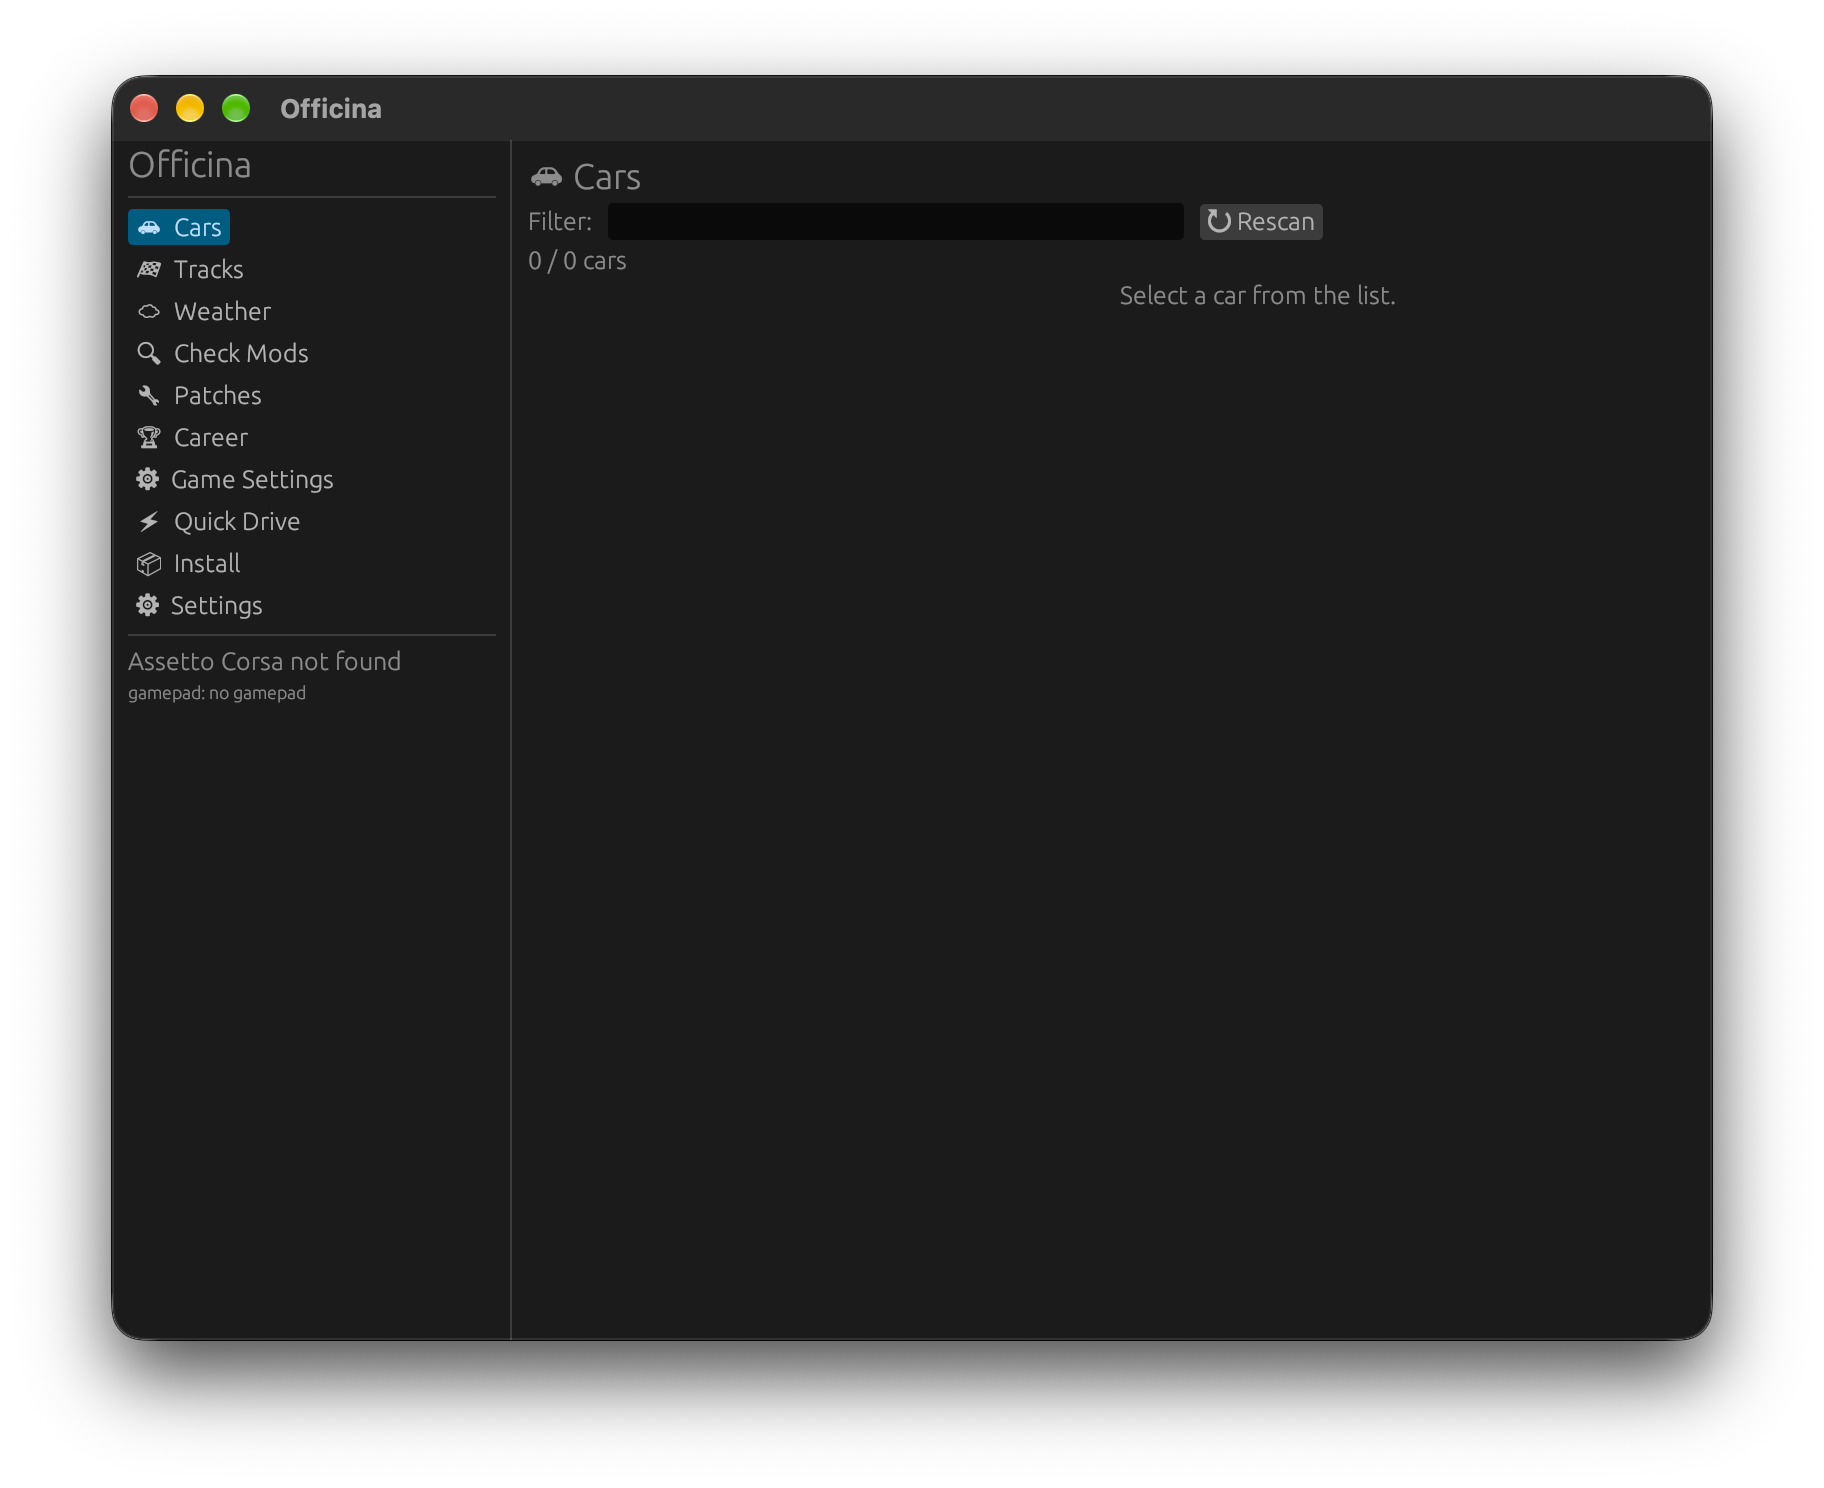 Officina
Officina
Cars
Tracks
Weather
Check Mods
Patches
Career
Game Settings
Quick Drive
Install
Settings
Assetto Corsa not found
gamepad: no gamepad
Cars
Filter:
Rescan
0 / 0 cars
Select a car from the list.